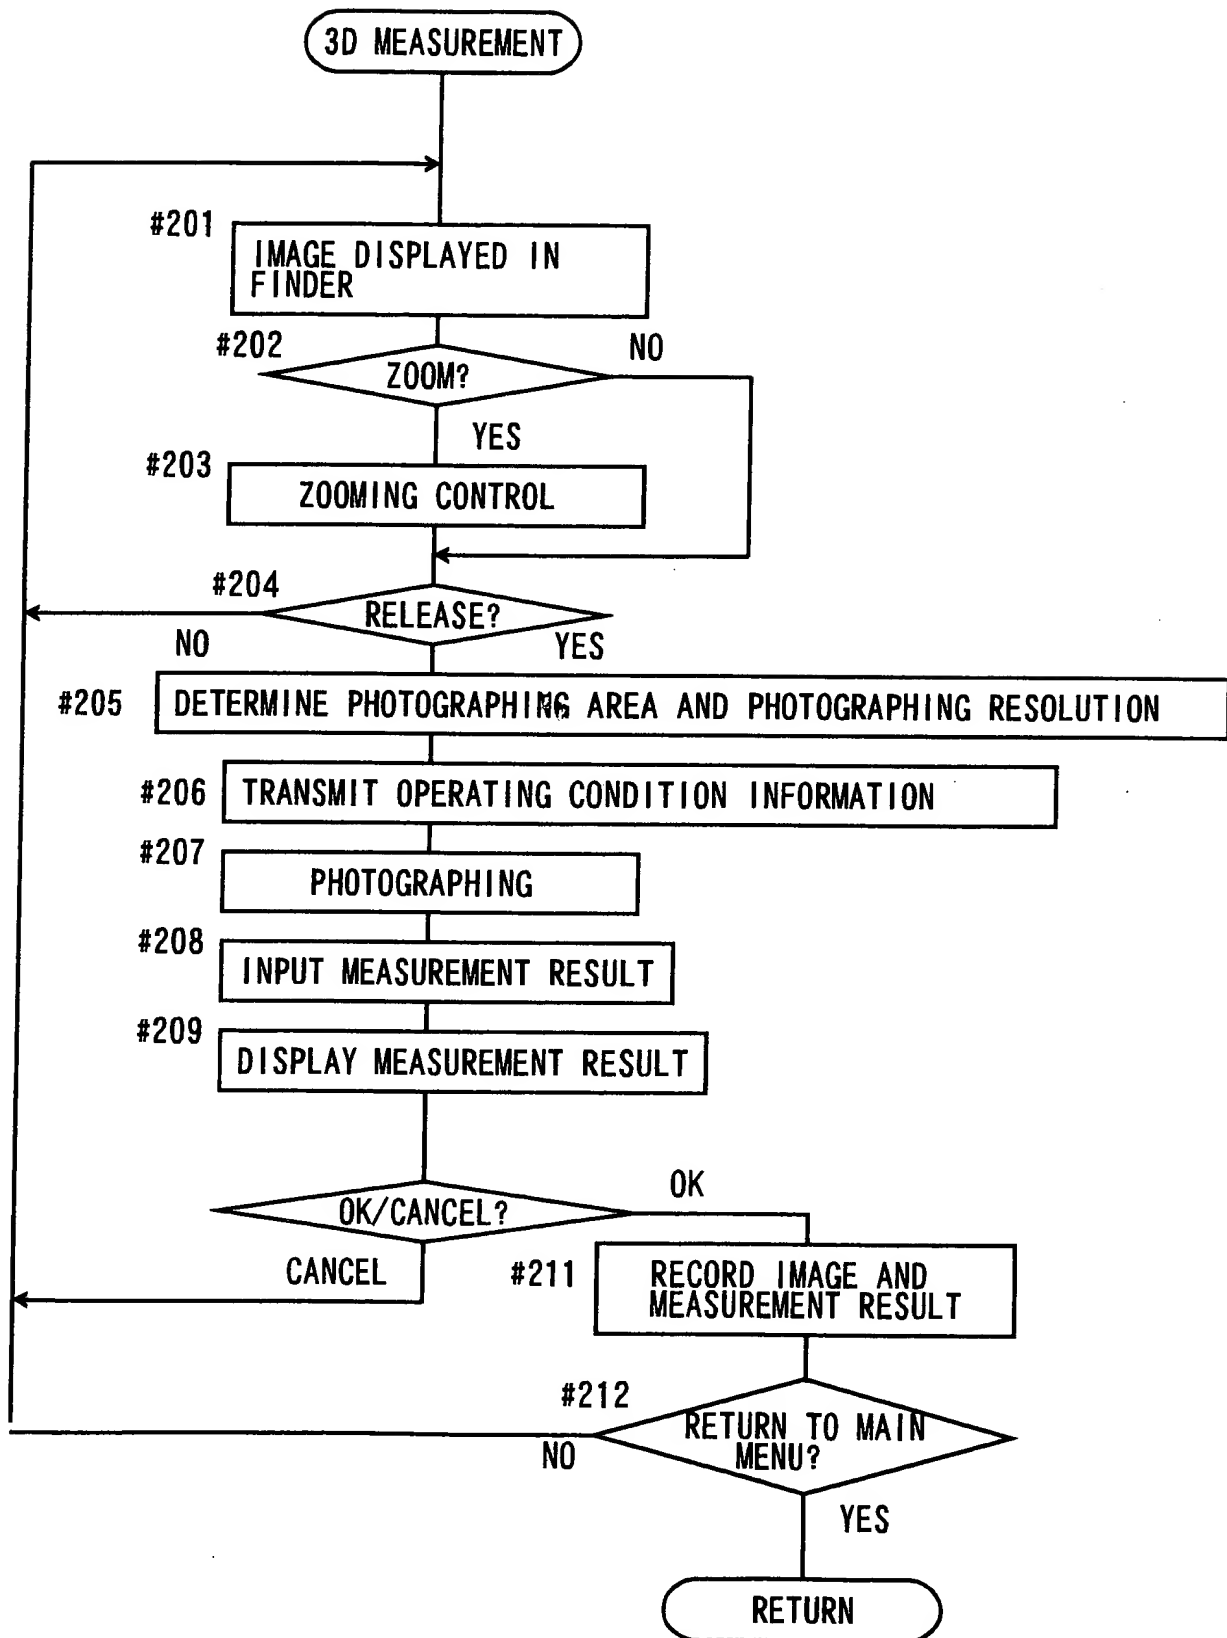 3D MEASUREMENT
#201
IMAGE DISPLAYED IN
FINDER
#202
ZOOM?
NO
YES
#203
ZOOMING CONTROL
#204
RELEASE?
NO
YES
#205
DETERMINE PHOTOGRAPHING AREA AND PHOTOGRAPHING RESOLUTION
#206
TRANSMIT OPERATING CONDITION INFORMATION
#207
PHOTOGRAPHING
#208
INPUT MEASUREMENT RESULT
#209
DISPLAY MEASUREMENT RESULT
OK/CANCEL?
OK
CANCEL
#211
RECORD IMAGE AND
MEASUREMENT RESULT
#212
RETURN TO MAIN
MENU?
NO
YES
RETURN